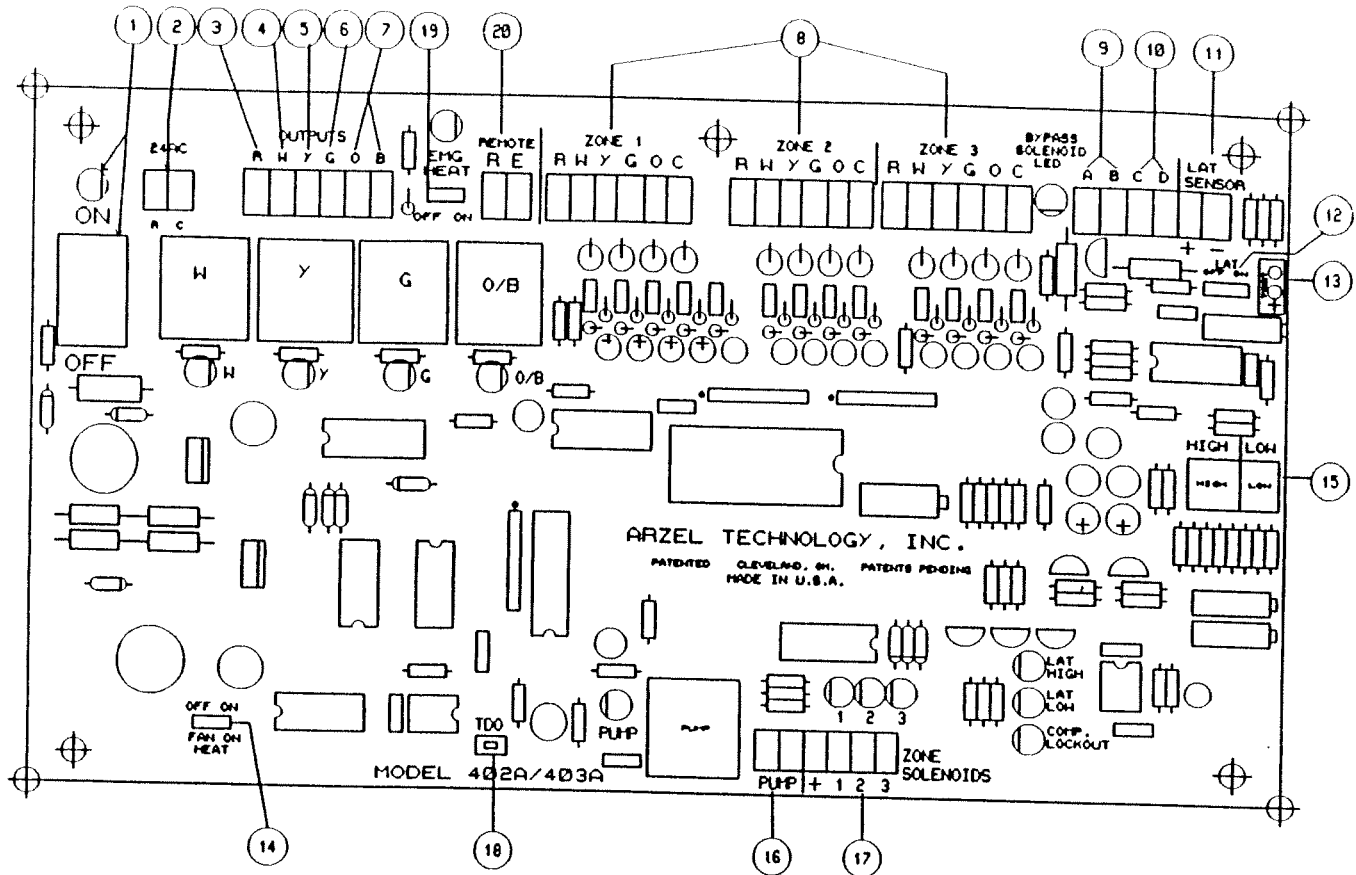 1 2 3 4 5 6 7 19 20 8 9 10 11
24AC
OUTPUTS
R W Y G O B
EMG
HEAT
OFF ON
REMOTE
R E
ZONE 1
R W Y G O C
ZONE 2
R W Y G O C
ZONE 3
R W Y G O C
BYPASS
SOLENOID
LED
A B C D
LAT
SENSOR
+ -
LAT
OFF ON
12
13
ON
R C
OFF
W
Y
G
O/B
W
Y
G
O/B
HIGH LOW
HIGH LOW
15
ARZEL TECHNOLOGY, INC.
PATENTED CLEVELAND, OH. PATENTS PENDING
MADE IN U.S.A.
LAT
HIGH
LAT
LOW
COMP.
LOCKOUT
OFF ON
FAN ON
HEAT
TDO
PUMP
PUMP
1 2 3
ZONE
SOLENOIDS
PUMP + 1 2 3
MODEL 402A/403A
14
18
16
17